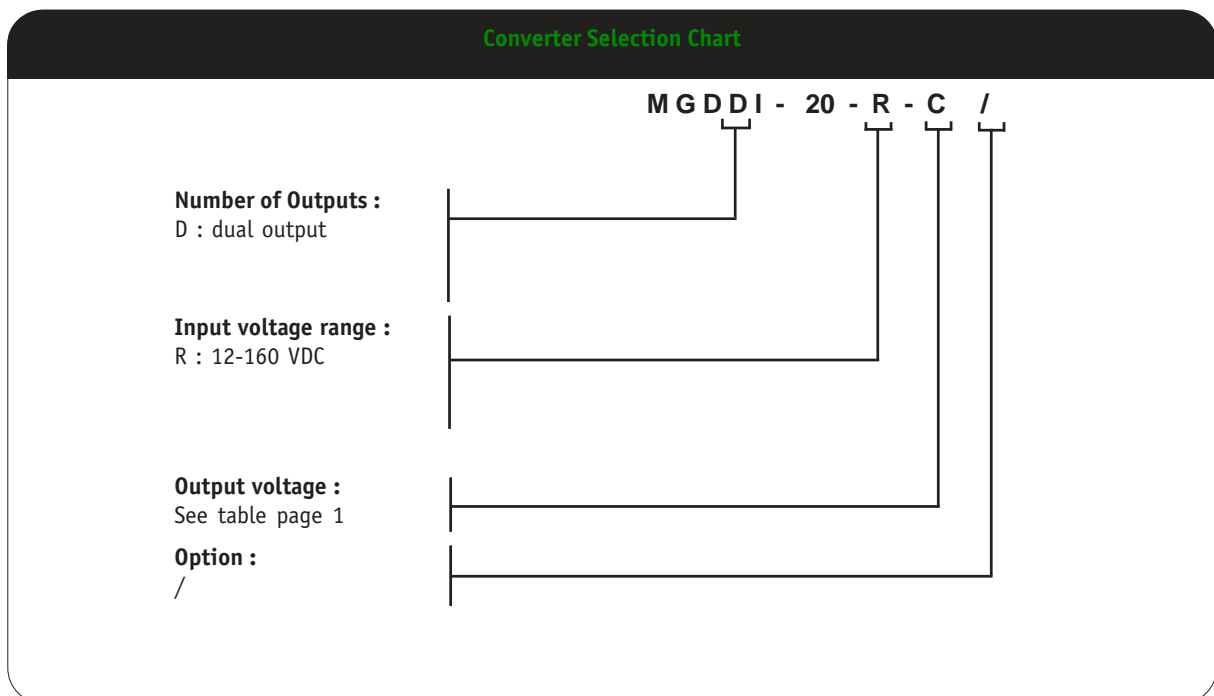 Converter Selection Chart
M G D D I - 20 - R - C /
Number of Outputs :
D : dual output
Input voltage range :
R : 12-160 VDC
Output voltage :
See table page 1
Option :
/